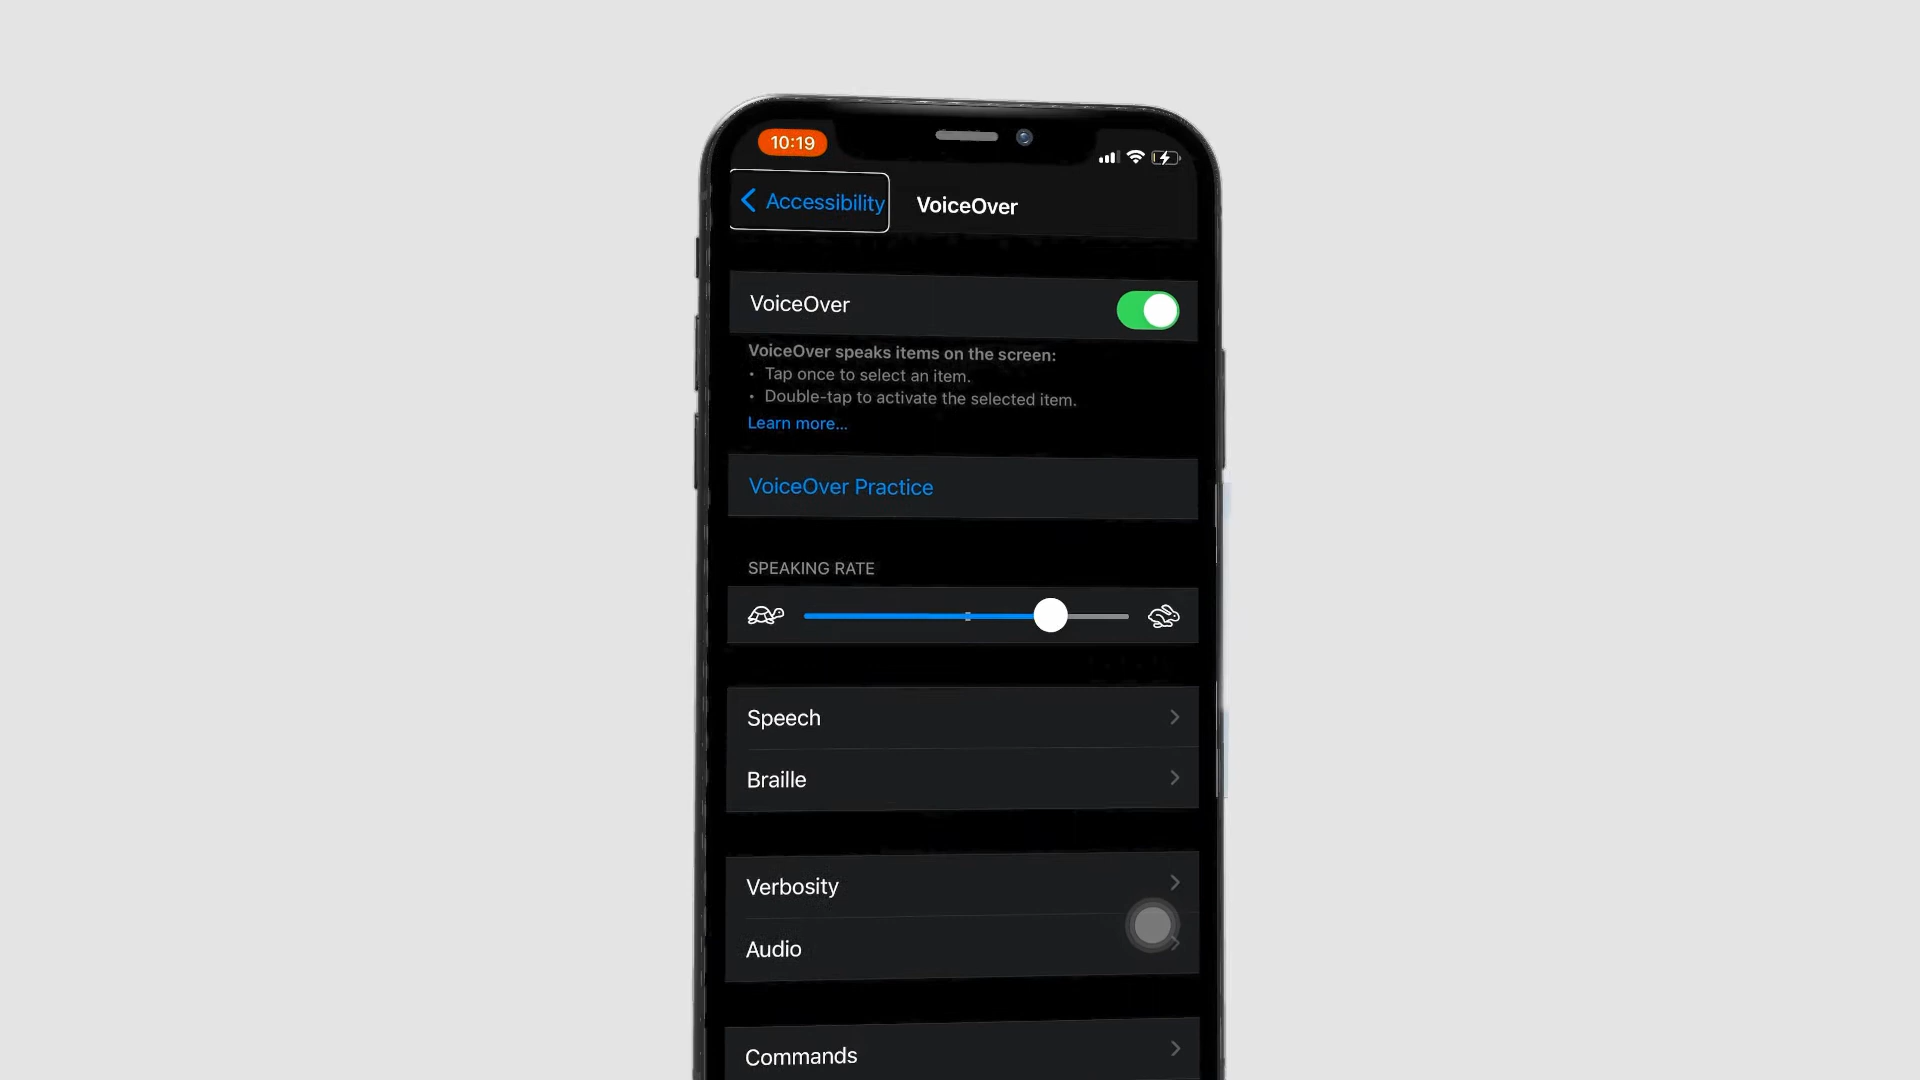 10:19
Accessibility
VoiceOver
VoiceOver
VoiceOver speaks items on the screen:
• Tap once to select an item.
• Double-tap to activate the selected item.
Learn more...
VoiceOver Practice
SPEAKING RATE
Speech
Braille
Verbosity
Audio
Commands